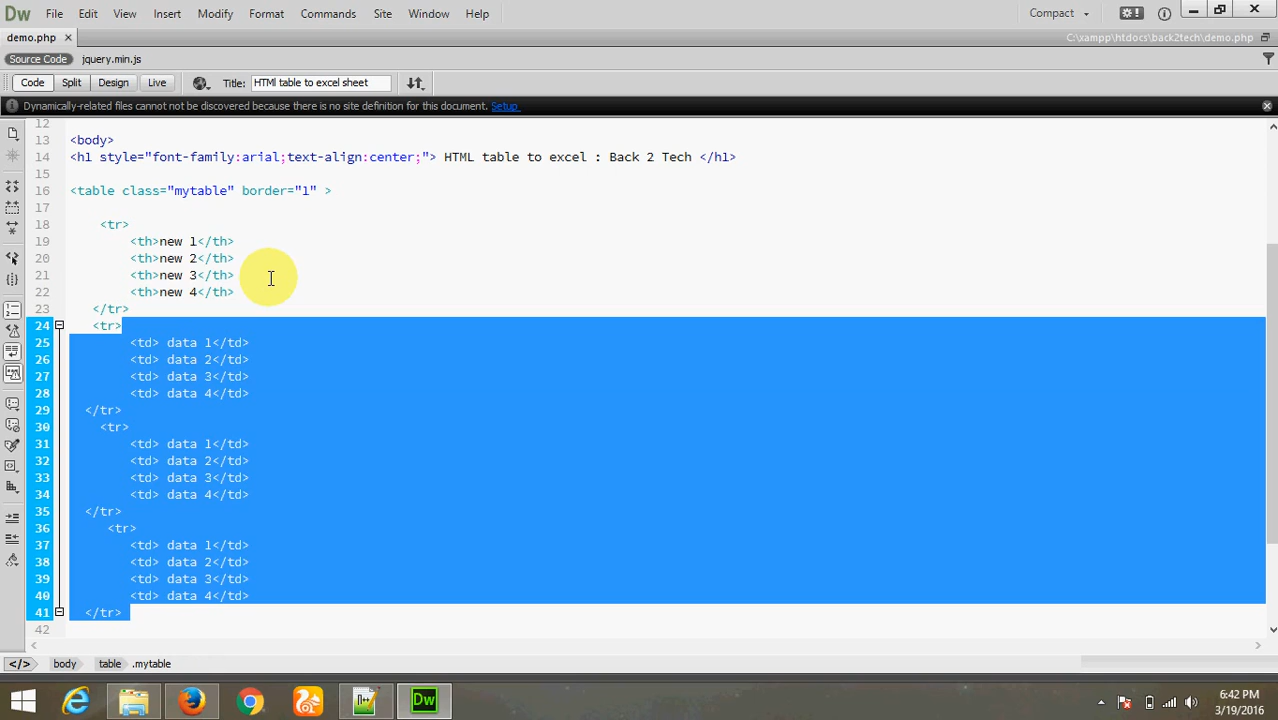 Dw File Edit View Insert Modify Format Commands Site Window Help Compact
demo.php × C:\xampp\htdocs\back2tech\demo.php
Source Code jquery.min.js
Code Split Design Live Title: HTMl table to excel sheet
Dynamically-related files cannot be discovered because there is no site definition for this document. Setup
12
13 <body>
14 <h1 style="font-family:arial;text-align:center;"> HTML table to excel : Back 2 Tech </h1>
15
16 <table class="mytable" border="1" >
17
18 <tr>
19 <th>new 1</th>
20 <th>new 2</th>
21 <th>new 3</th>
22 <th>new 4</th>
23 </tr>
24 <tr>
25 <td> data 1</td>
26 <td> data 2</td>
27 <td> data 3</td>
28 <td> data 4</td>
29 </tr>
30 <tr>
31 <td> data 1</td>
32 <td> data 2</td>
33 <td> data 3</td>
34 <td> data 4</td>
35 </tr>
36 <tr>
37 <td> data 1</td>
38 <td> data 2</td>
39 <td> data 3</td>
40 <td> data 4</td>
41 </tr>
42
</> body table .mytable
Dw 6:42 PM
3/19/2016